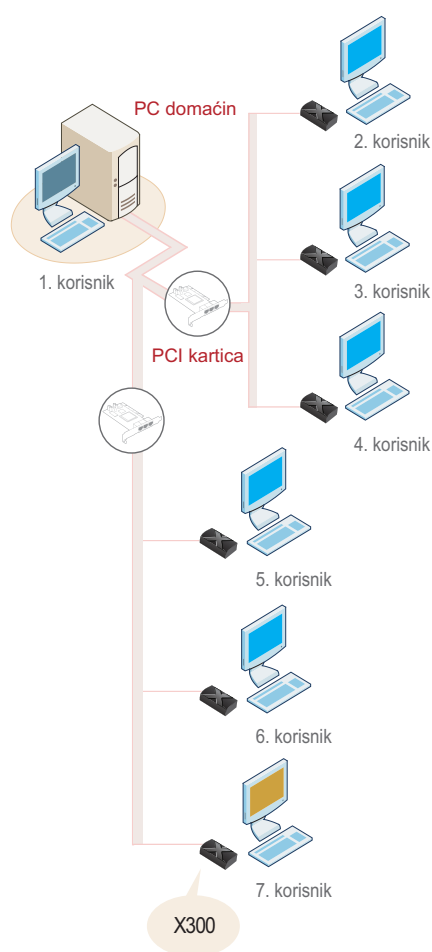 PC domaćin
2. korisnik
1. korisnik
3. korisnik
PCI kartica
4. korisnik
5. korisnik
6. korisnik
7. korisnik
X300